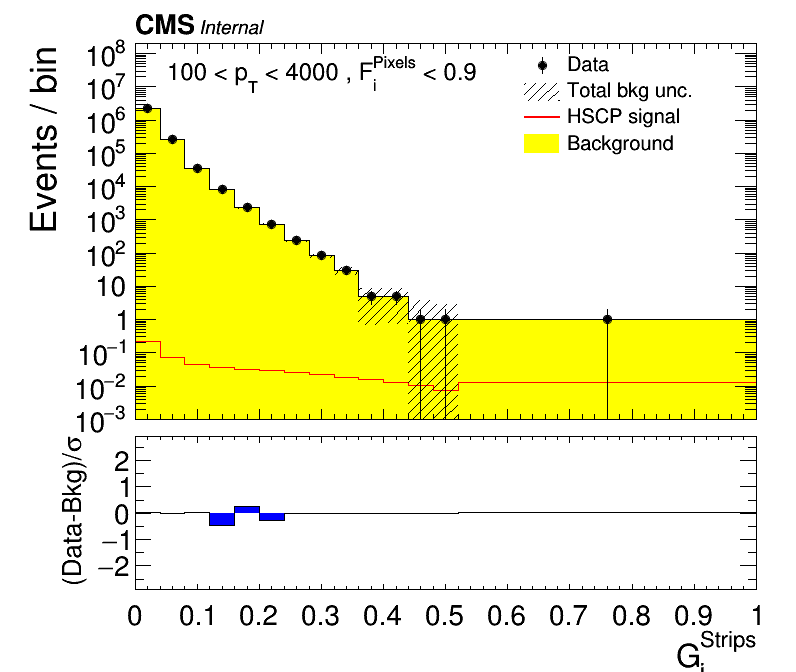 CMS Internal
100 < p_T < 4000 , F_i^Pixels < 0.9
Data
Total bkg unc.
HSCP signal
Background
Events / bin
10^8
10^7
10^6
10^5
10^4
10^3
10^2
10
1
10^−1
10^−2
10^−3
(Data-Bkg)/σ
2
1
0
−1
−2
0 0.1 0.2 0.3 0.4 0.5 0.6 0.7 0.8 0.9 1
G_i^Strips